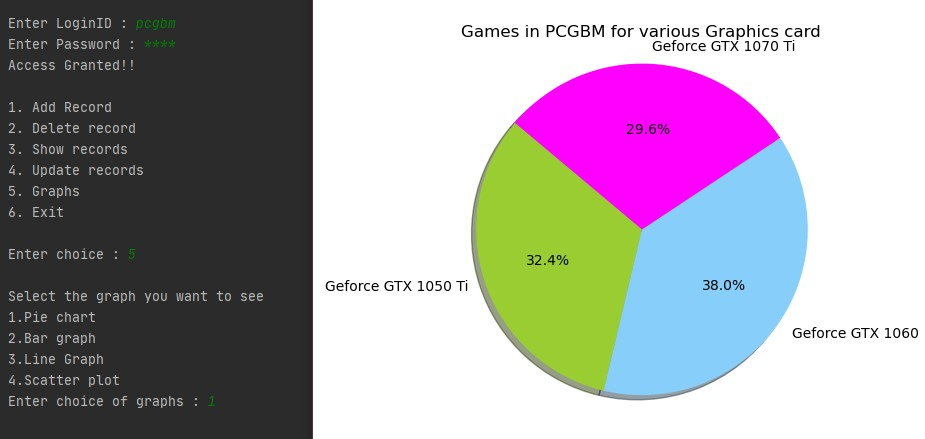 Enter LoginID : pcgbm
Enter Password : ****
Access Granted!!
1. Add Record
2. Delete record
3. Show records
4. Update records
5. Graphs
6. Exit
Enter choice : 5
Select the graph you want to see
1.Pie chart
2.Bar graph
3.Line Graph
4.Scatter plot
Enter choice of graphs : 1
Games in PCGBM for various Graphics card
Geforce GTX 1070 Ti
29.6%
32.4%
38.0%
Geforce GTX 1050 Ti
Geforce GTX 1060